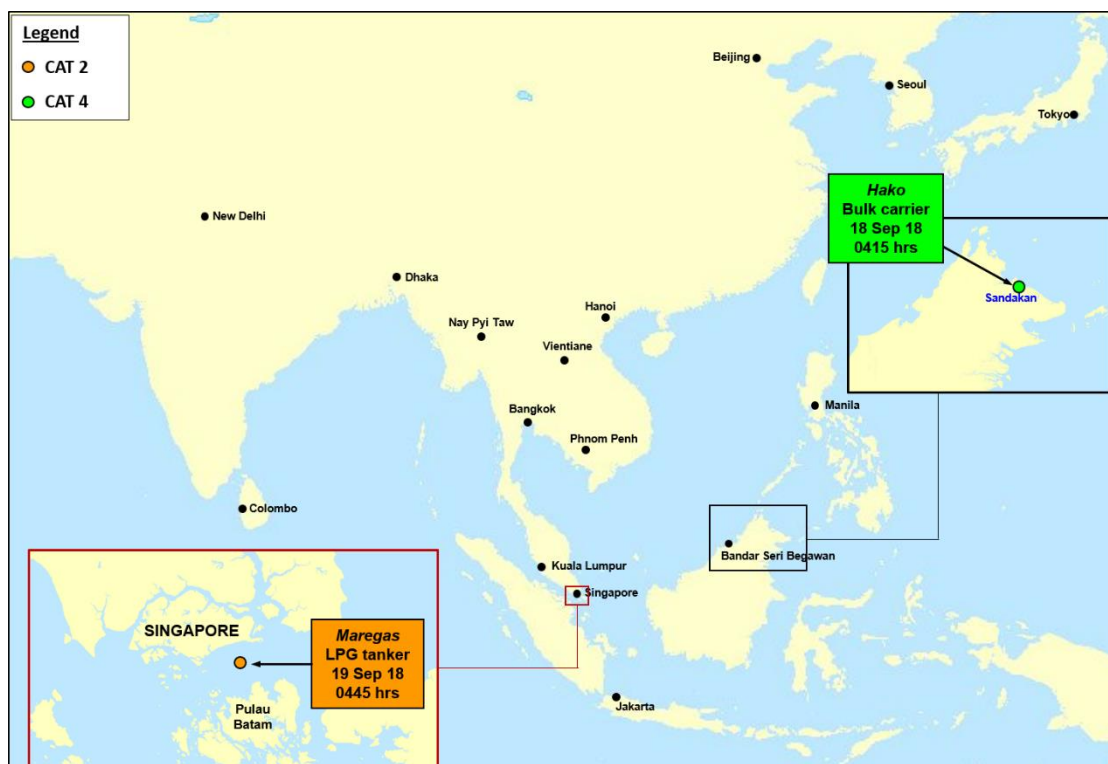 Legend
CAT 2
CAT 4
Beijing
Seoul
Tokyo
Hako
Bulk carrier
18 Sep 18
0415 hrs
New Delhi
Dhaka
Sandakan
Hanoi
Nay Pyi Taw
Vientiane
Manila
Bangkok
Phnom Penh
Colombo
Bandar Seri Begawan
Kuala Lumpur
Singapore
SINGAPORE
Maregas
LPG tanker
19 Sep 18
0445 hrs
Pulau
Batam
Jakarta